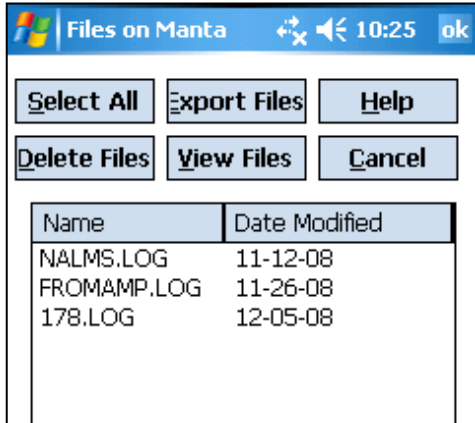 Files on Manta 10:25 ok
Select All Export Files Help
Delete Files View Files Cancel
Name Date Modified
NALMS.LOG 11-12-08
FROMAMP.LOG 11-26-08
178.LOG 12-05-08